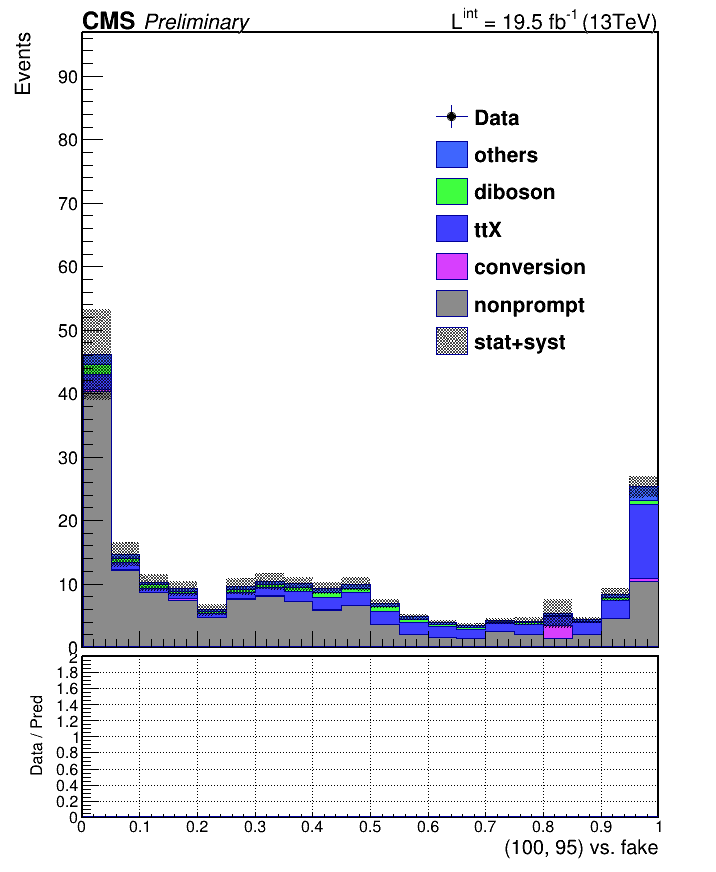 CMS Preliminary L^int = 19.5 fb^-1 (13TeV)
Events
90
80
70
60
50
40
30
20
10
0
Data
others
diboson
ttX
conversion
nonprompt
stat+syst
Data / Pred
2
1.8
1.6
1.4
1.2
1
0.8
0.6
0.4
0.2
0
0 0.1 0.2 0.3 0.4 0.5 0.6 0.7 0.8 0.9 1
(100, 95) vs. fake